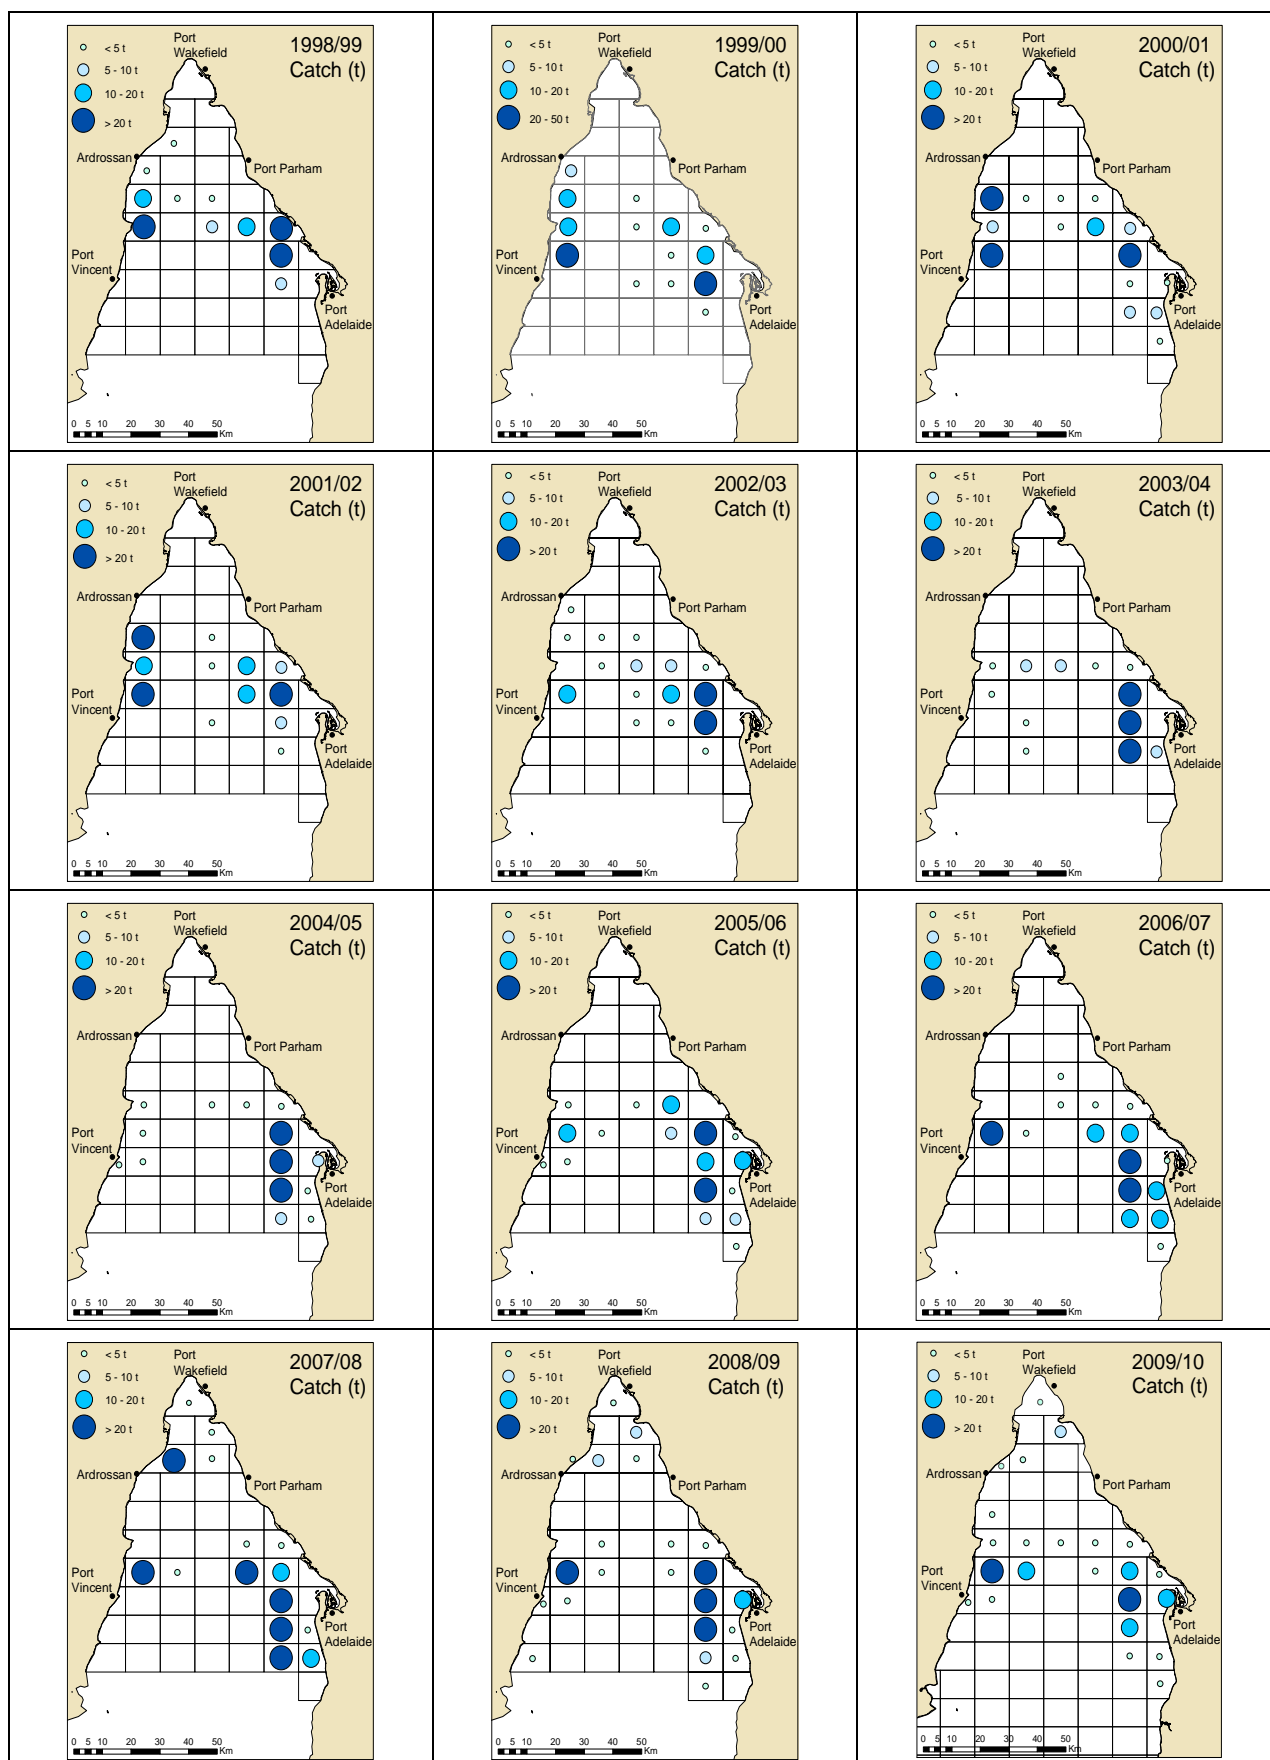 1998/99
Catch (t)
< 5 t
5 - 10 t
10 - 20 t
> 20 t
Port
Wakefield
Ardrossan
Port Parham
Port
Vincent
Port
Adelaide
0 5 10 20 30 40 50
Km
1999/00
Catch (t)
< 5 t
5 - 10 t
10 - 20 t
20 - 50 t
Port
Wakefield
Ardrossan
Port Parham
Port
Vincent
Port
Adelaide
0 5 10 20 30 40 50
Km
2000/01
Catch (t)
< 5 t
5 - 10 t
10 - 20 t
> 20 t
Port
Wakefield
Ardrossan
Port Parham
Port
Vincent
Port
Adelaide
0 5 10 20 30 40 50
Km
2001/02
Catch (t)
< 5 t
5 - 10 t
10 - 20 t
> 20 t
Port
Wakefield
Ardrossan
Port Parham
Port
Vincent
Port
Adelaide
0 5 10 20 30 40 50
Km
2002/03
Catch (t)
< 5 t
5 - 10 t
10 - 20 t
> 20 t
Port
Wakefield
Ardrossan
Port Parham
Port
Vincent
Port
Adelaide
0 5 10 20 30 40 50
Km
2003/04
Catch (t)
< 5 t
5 - 10 t
10 - 20 t
> 20 t
Port
Wakefield
Ardrossan
Port Parham
Port
Vincent
Port
Adelaide
0 5 10 20 30 40 50
Km
2004/05
Catch (t)
< 5 t
5 - 10 t
10 - 20 t
> 20 t
Port
Wakefield
Ardrossan
Port Parham
Port
Vincent
Port
Adelaide
0 5 10 20 30 40 50
Km
2005/06
Catch (t)
< 5 t
5 - 10 t
10 - 20 t
> 20 t
Port
Wakefield
Ardrossan
Port Parham
Port
Vincent
Port
Adelaide
0 5 10 20 30 40 50
Km
2006/07
Catch (t)
< 5 t
5 - 10 t
10 - 20 t
> 20 t
Port
Wakefield
Ardrossan
Port Parham
Port
Vincent
Port
Adelaide
0 5 10 20 30 40 50
Km
2007/08
Catch (t)
< 5 t
5 - 10 t
10 - 20 t
> 20 t
Port
Wakefield
Ardrossan
Port Parham
Port
Vincent
Port
Adelaide
0 5 10 20 30 40 50
Km
2008/09
Catch (t)
< 5 t
5 - 10 t
10 - 20 t
> 20 t
Port
Wakefield
Ardrossan
Port Parham
Port
Vincent
Port
Adelaide
0 5 10 20 30 40 50
Km
2009/10
Catch (t)
< 5 t
5 - 10 t
10 - 20 t
> 20 t
Port
Wakefield
Ardrossan
Port Parham
Port
Vincent
Port
Adelaide
0 5 10 20 30 40 50
Km